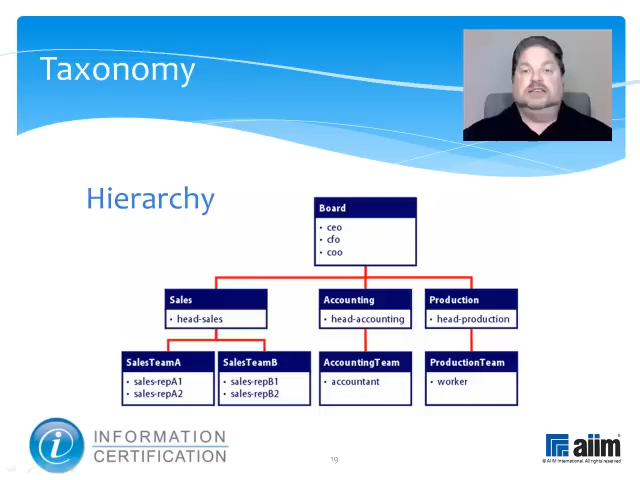 Taxonomy
Hierarchy
Board
• ceo
• cfo
• coo
Sales
• head-sales
Accounting
• head-accounting
Production
• head-production
SalesTeamA
• sales-repA1
• sales-repA2
SalesTeamB
• sales-repB1
• sales-repB2
AccountingTeam
• accountant
ProductionTeam
• worker
i INFORMATION
CERTIFICATION
19
aiim
© AIIM International. All rights reserved